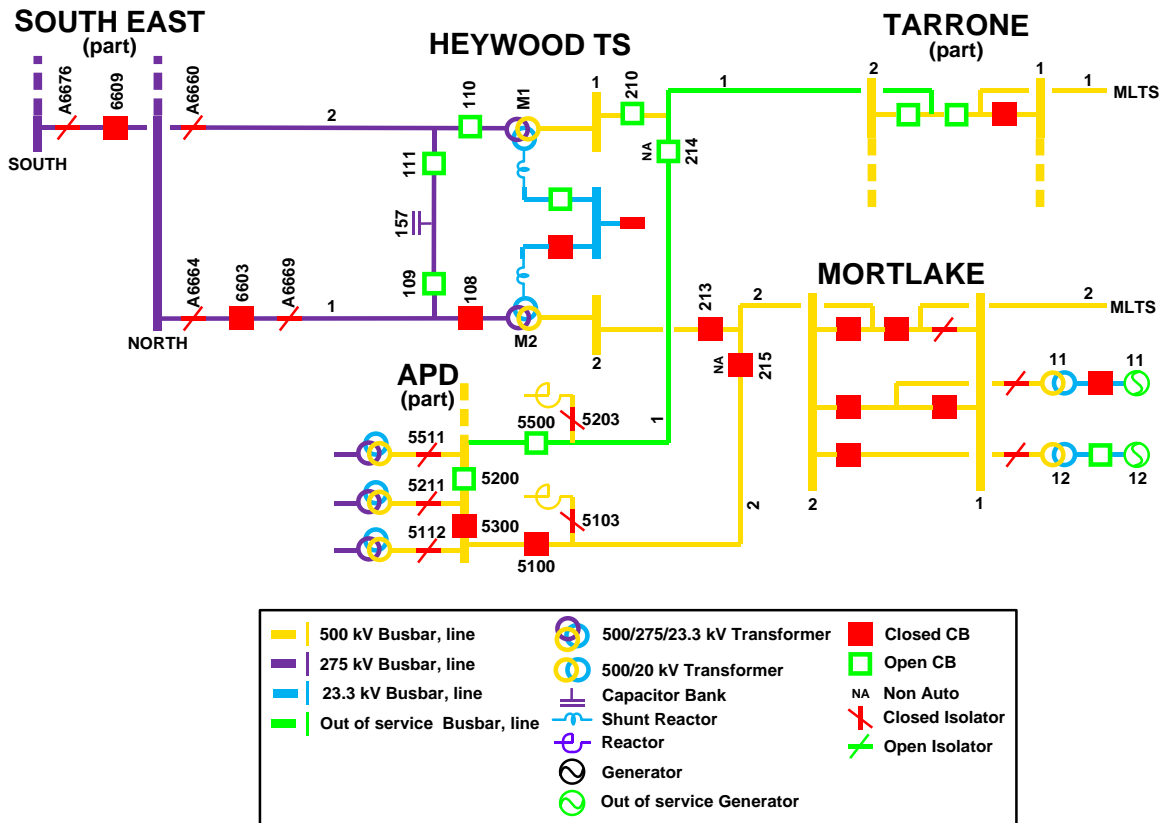 SOUTH EAST
(part)
HEYWOOD TS
TARRONE
(part)
A6676
6609
A6660
2
110
M1
1
210
1
2
1
1
MLTS
SOUTH
111
NA
214
157
109
A6664
6603
A6669
1
108
NORTH
M2
2
213
2
NA
215
MORTLAKE
2
MLTS
11
11
12
12
2
1
APD
(part)
5511
5500
5203
1
5200
5211
5103
2
5300
5112
5100
500 kV Busbar, line
275 kV Busbar, line
23.3 kV Busbar, line
Out of service Busbar, line
500/275/23.3 kV Transformer
500/20 kV Transformer
Capacitor Bank
Shunt Reactor
Reactor
Generator
Out of service Generator
Closed CB
Open CB
NA Non Auto
Closed Isolator
Open Isolator